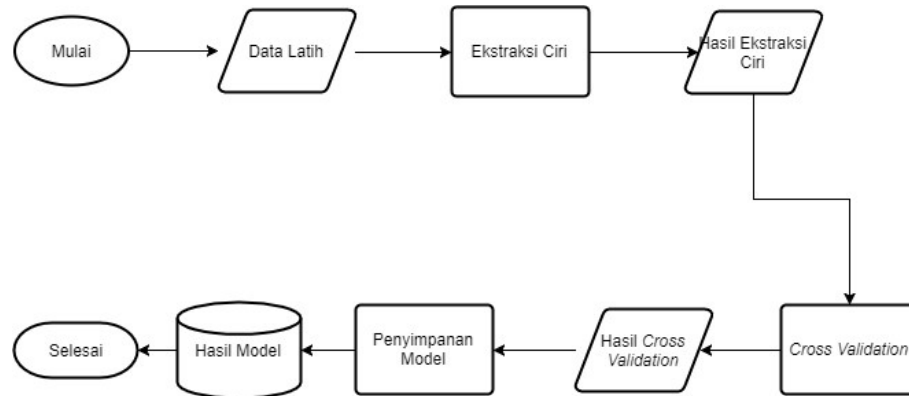 Mulai
Data Latih
Ekstraksi Ciri
Hasil Ekstraksi
Ciri
Selesai
Hasil Model
Penyimpanan
Model
Hasil Cross
Validation
Cross Validation